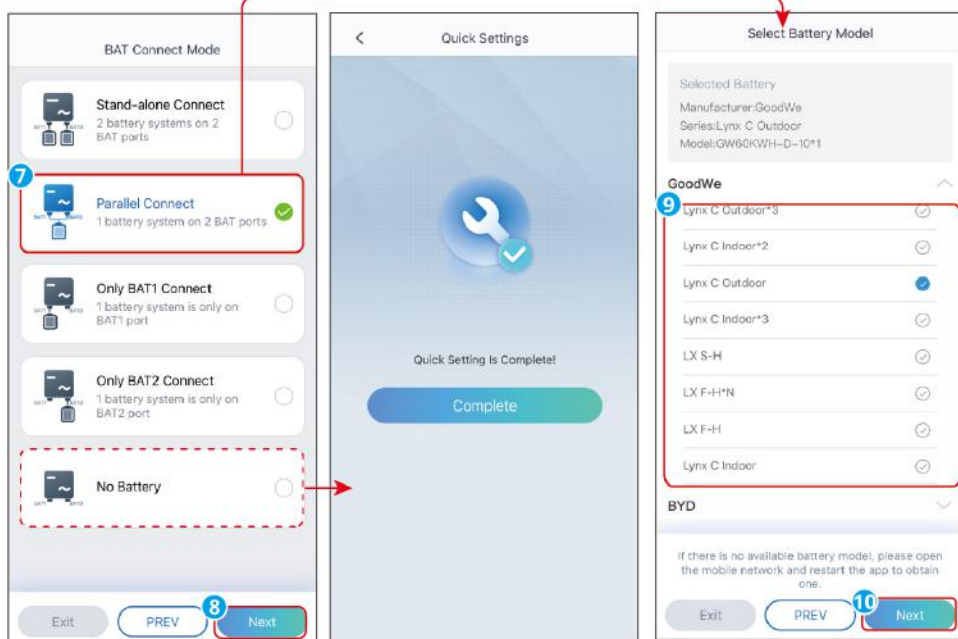 BAT Connect Mode
Stand-alone Connect
2 battery systems on 2
BAT ports
7
Parallel Connect
1 battery system on 2 BAT ports
Only BAT1 Connect
1 battery system is only on
BAT1 port
Only BAT2 Connect
1 battery system is only on
BAT2 port
No Battery
Exit
PREV
8
Next
Quick Settings
Quick Setting Is Complete!
Complete
Select Battery Model
Selected Battery
Manufacturer:GoodWe
Series:Lynx C Outdoor
Model:GW60KWH-D-10*1
GoodWe
9
Lynx C Outdoor*3
Lynx C Indoor*2
Lynx C Outdoor
Lynx C Indoor*3
LX S-H
LX F-H*N
LX F-H
Lynx C Indoor
BYD
If there is no available battery model, please open
the mobile network and restart the app to obtain
one.
Exit
PREV
10
Next